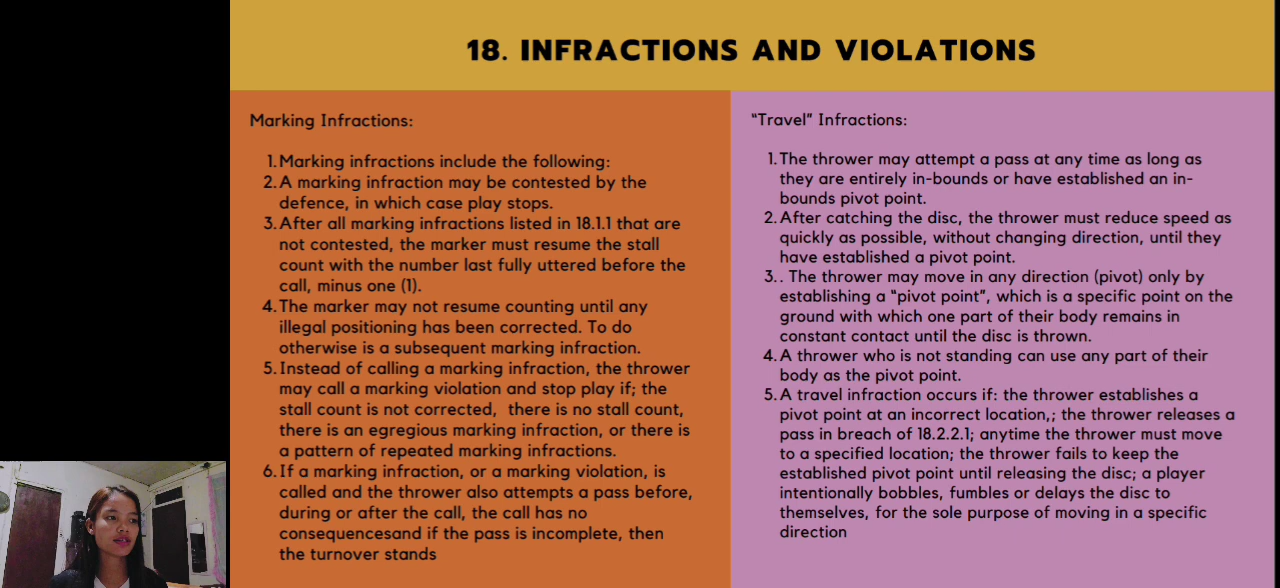 18. INFRACTIONS AND VIOLATIONS
Marking Infractions:
1. Marking infractions include the following:
2. A marking infraction may be contested by the
defence, in which case play stops.
3. After all marking infractions listed in 18.1.1 that are
not contested, the marker must resume the stall
count with the number last fully uttered before the
call, minus one (1).
4. The marker may not resume counting until any
illegal positioning has been corrected. To do
otherwise is a subsequent marking infraction.
5. Instead of calling a marking infraction, the thrower
may call a marking violation and stop play if; the
stall count is not corrected,  there is no stall count,
there is an egregious marking infraction, or there is
a pattern of repeated marking infractions.
6. If a marking infraction, or a marking violation, is
called and the thrower also attempts a pass before,
during or after the call, the call has no
consequencesand if the pass is incomplete, then
the turnover stands
“Travel” Infractions:
1. The thrower may attempt a pass at any time as long as
they are entirely in-bounds or have established an in-
bounds pivot point.
2. After catching the disc, the thrower must reduce speed as
quickly as possible, without changing direction, until they
have established a pivot point.
3. . The thrower may move in any direction (pivot) only by
establishing a “pivot point”, which is a specific point on the
ground with which one part of their body remains in
constant contact until the disc is thrown.
4. A thrower who is not standing can use any part of their
body as the pivot point.
5. A travel infraction occurs if: the thrower establishes a
pivot point at an incorrect location,; the thrower releases a
pass in breach of 18.2.2.1; anytime the thrower must move
to a specified location; the thrower fails to keep the
established pivot point until releasing the disc; a player
intentionally bobbles, fumbles or delays the disc to
themselves, for the sole purpose of moving in a specific
direction